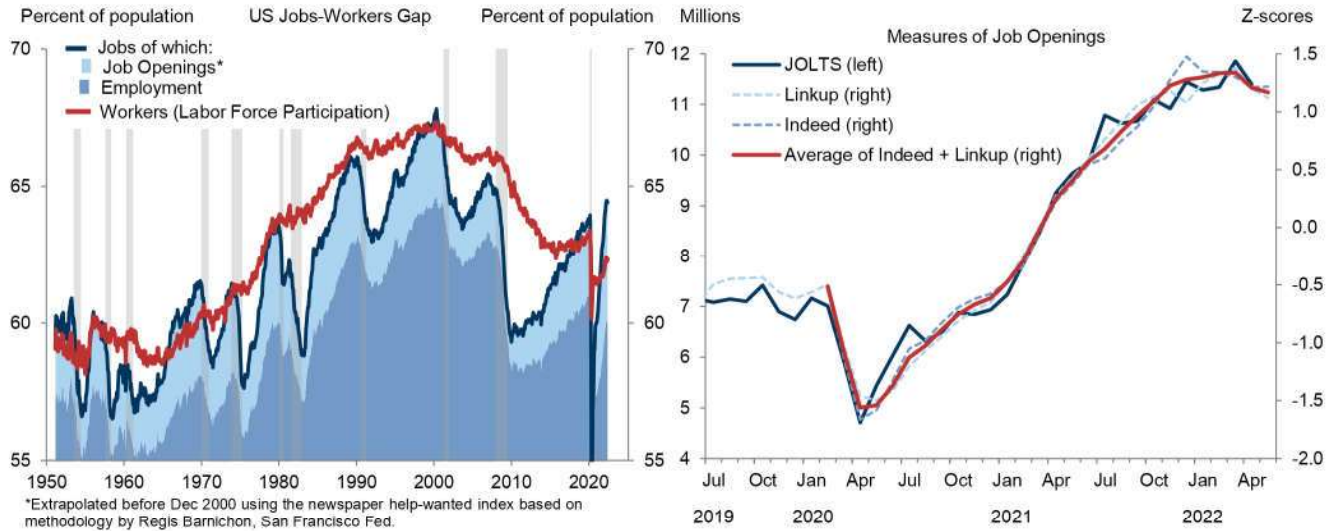 Percent of population
US Jobs-Workers Gap
Percent of population
70
65
60
55
70
65
60
55
Jobs of which:
Job Openings*
Employment
Workers (Labor Force Participation)
1950 1960 1970 1980 1990 2000 2010 2020
*Extrapolated before Dec 2000 using the newspaper help-wanted index based on
methodology by Regis Barnichon, San Francisco Fed.
Millions
Z-scores
Measures of Job Openings
12
11
10
9
8
7
6
5
4
JOLTS (left)
Linkup (right)
Indeed (right)
Average of Indeed + Linkup (right)
1.5
1.0
0.5
0.0
-0.5
-1.0
-1.5
-2.0
Jul Oct Jan Apr Jul Oct Jan Apr Jul Oct Jan Apr
2019 2020 2021 2022